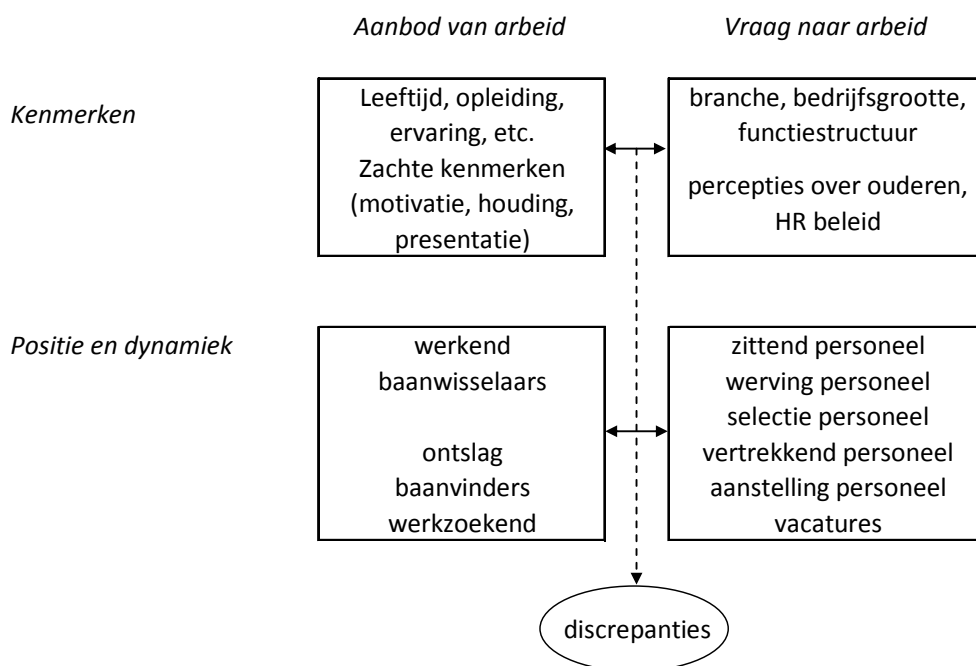 Aanbod van arbeid
Vraag naar arbeid
Kenmerken
Leeftijd, opleiding,
ervaring, etc.
Zachte kenmerken
(motivatie, houding,
presentatie)
branche, bedrijfsgrootte,
functiestructuur
percepties over ouderen,
HR beleid
Positie en dynamiek
werkend
baanwisselaars
ontslag
baanvinders
werkzoekend
zittend personeel
werving personeel
selectie personeel
vertrekkend personeel
aanstelling personeel
vacatures
discrepanties